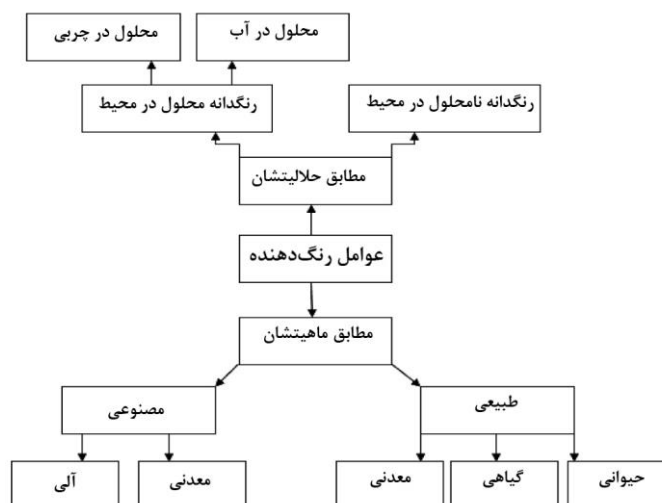 محلول در آب
محلول در چربی
رنگدانه نامحلول در محیط
رنگدانه محلول در محیط
مطابق حلالیتشان
عوامل رنگ‌دهنده
مطابق ماهیتشان
طبیعی
مصنوعی
حیوانی
گیاهی
معدنی
معدنی
آلی